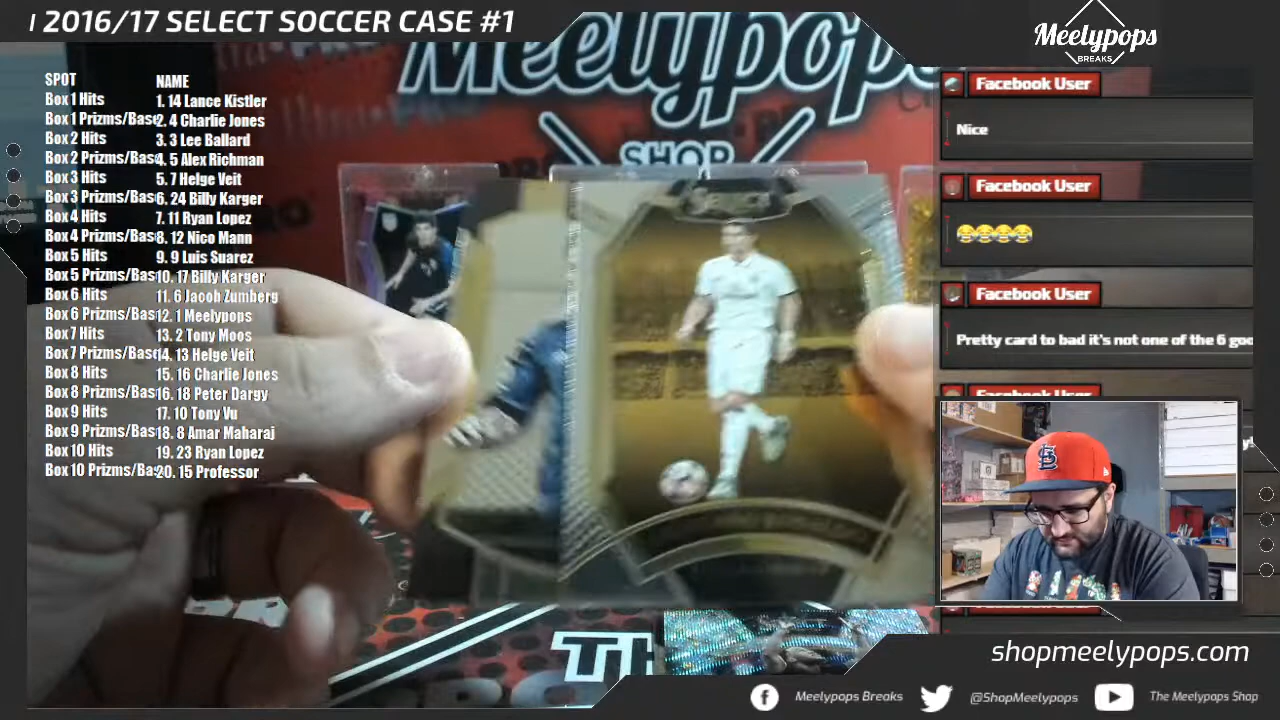 2016/17 SELECT SOCCER CASE #1
Meelypops
BREAKS
Meelypops
SHOP
SPOT NAME
Box 1 Hits 1. 14 Lance Kistler
Box 1 Prizms/Base 2. 4 Charlie Jones
Box 2 Hits 3. 3 Lee Ballard
Box 2 Prizms/Base 4. 5 Alex Richman
Box 3 Hits 5. 7 Helge Veit
Box 3 Prizms/Base 6. 24 Billy Karger
Box 4 Hits 7. 11 Ryan Lopez
Box 4 Prizms/Bas 8. 12 Nico Mann
Box 5 Hits 9. 9 Luis Suarez
Box 5 Prizms/Bas 10. 17 Billy Karger
Box 6 Hits 11. 6 Jacob Zumberg
Box 6 Prizms/Bas 12. 1 Meelypops
Box 7 Hits 13. 2 Tony Moos
Box 7 Prizms/Bas 14. 13 Helge Veit
Box 8 Hits 15. 16 Charlie Jones
Box 8 Prizms/Bas 16. 18 Peter Dargy
Box 9 Hits 17. 10 Tony Vu
Box 9 Prizms/Bas 18. 8 Amar Maharaj
Box 10 Hits 19. 23 Ryan Lopez
Box 10 Prizms/Ba 20. 15 Professor
Facebook User
Nice
Facebook User
😂😂😂😂
Facebook User
Pretty card to bad it's not one of the 6 goo
Facebook User
shopmeelypops.com
Meelypops Breaks
@ShopMeelypops
The Meelypops Shop